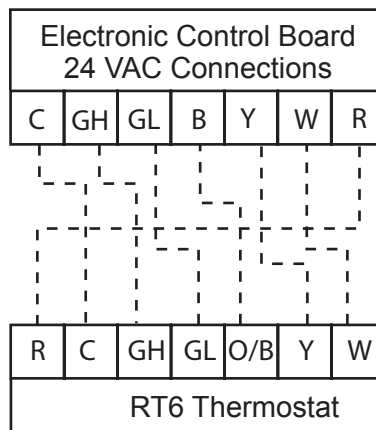 Electronic Control Board
24 VAC Connections
C GH GL B Y W R
R C GH GL O/B Y W
RT6 Thermostat